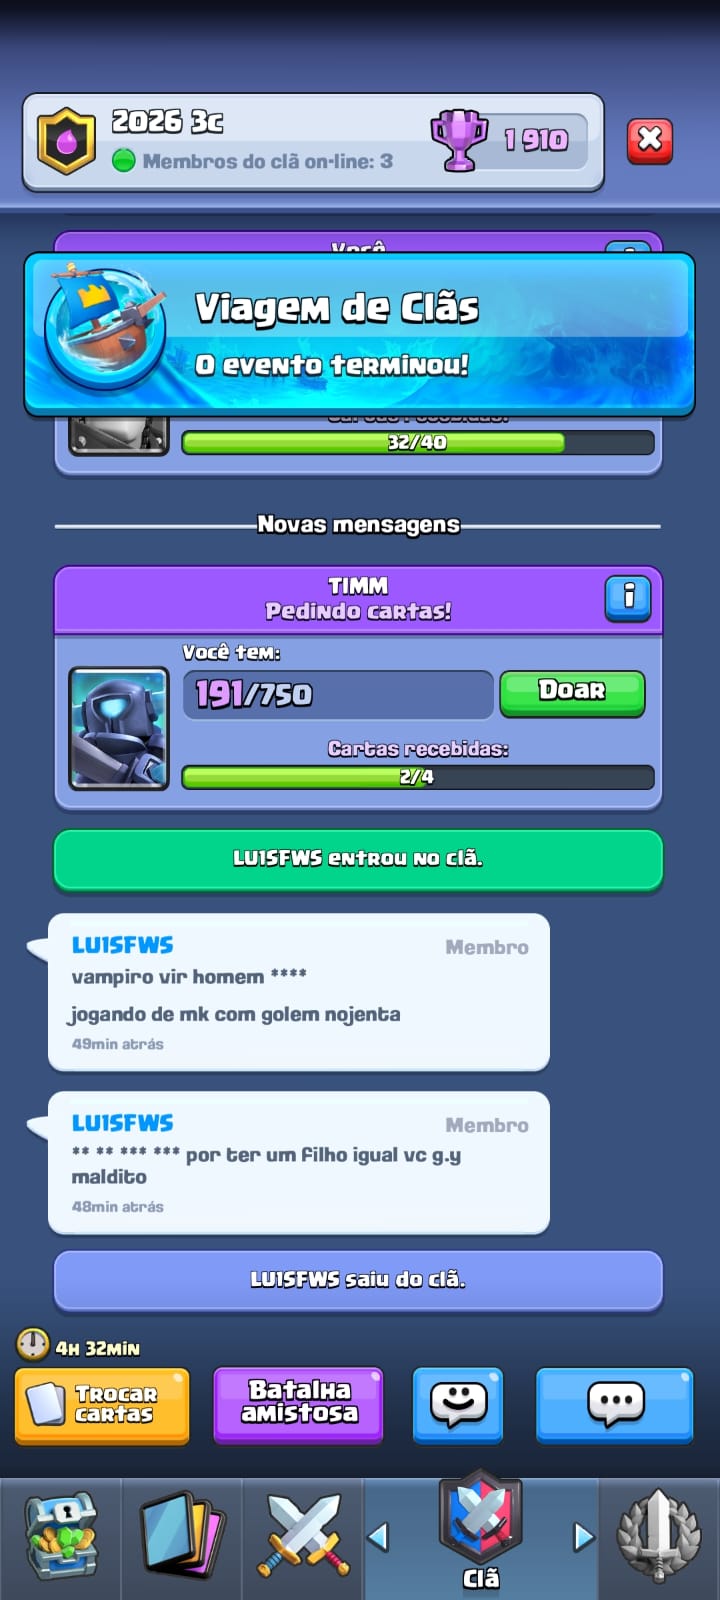 2026 3c
Membros do clã on-line: 3
1 910
Você
Viagem de Clãs
O evento terminou!
Cartas recebidas:
32/40
Novas mensagens
TIMM
Pedindo cartas!
Você tem:
191/750
Doar
Cartas recebidas:
2/4
LU1SFWS entrou no clã.
LU1SFWS
Membro
vampiro vir homem ****
jogando de mk com golem nojenta
49min atrás
LU1SFWS
Membro
** ** *** *** por ter um filho igual vc g.y
maldito
48min atrás
LU1SFWS saiu do clã.
4h 32min
Trocar
cartas
Batalha
amistosa
Clã